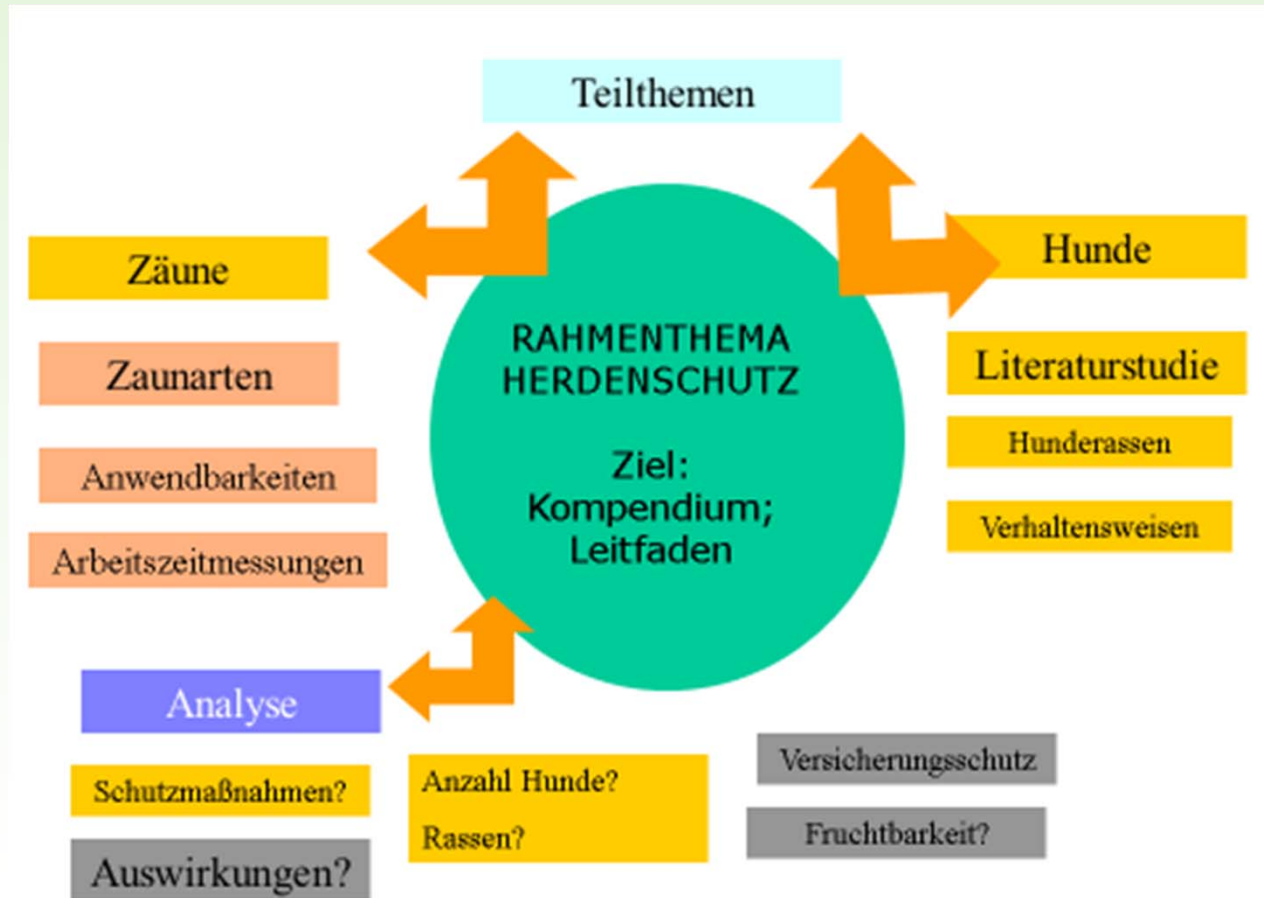 Teilthemen
Zäune
Zaunarten
Anwendbarkeiten
Arbeitszeitmessungen
RAHMENTHEMA
HERDENSCHUTZ
Ziel:
Kompendium;
Leitfaden
Hunde
Literaturstudie
Hunderassen
Verhaltensweisen
Analyse
Schutzmaßnahmen?
Auswirkungen?
Anzahl Hunde?
Rassen?
Versicherungsschutz
Fruchtbarkeit?